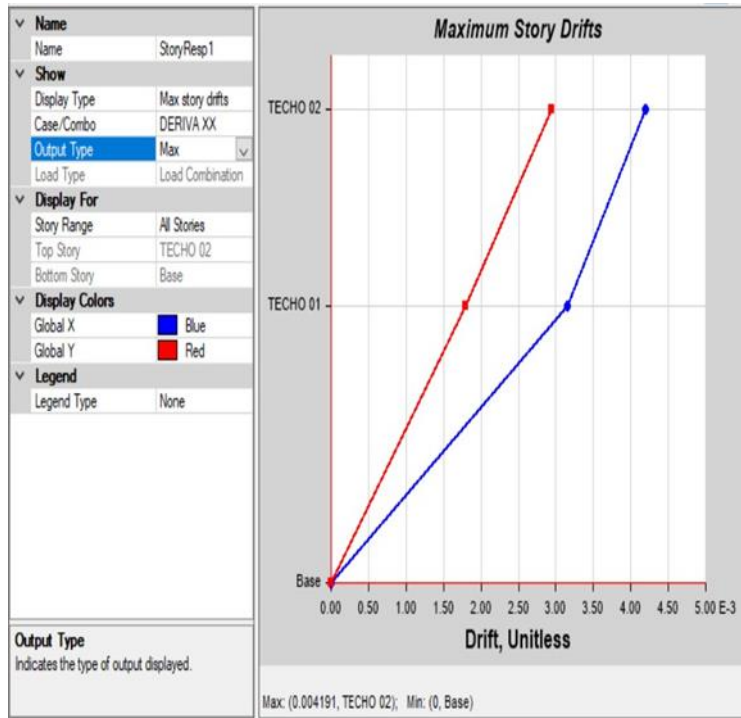 Name
Name StoryResp1
Show
Display Type Max story drifts
Case/Combo DERIVA XX
Output Type Max
Load Type Load Combination
Display For
Story Range All Stories
Top Story TECHO 02
Bottom Story Base
Display Colors
Global X Blue
Global Y Red
Legend
Legend Type None
Output Type
Indicates the type of output displayed.
Maximum Story Drifts
TECHO 02
TECHO 01
Base
0.00 0.50 1.00 1.50 2.00 2.50 3.00 3.50 4.00 4.50 5.00 E-3
Drift, Unitless
Max: (0.004191, TECHO 02); Min: (0, Base)